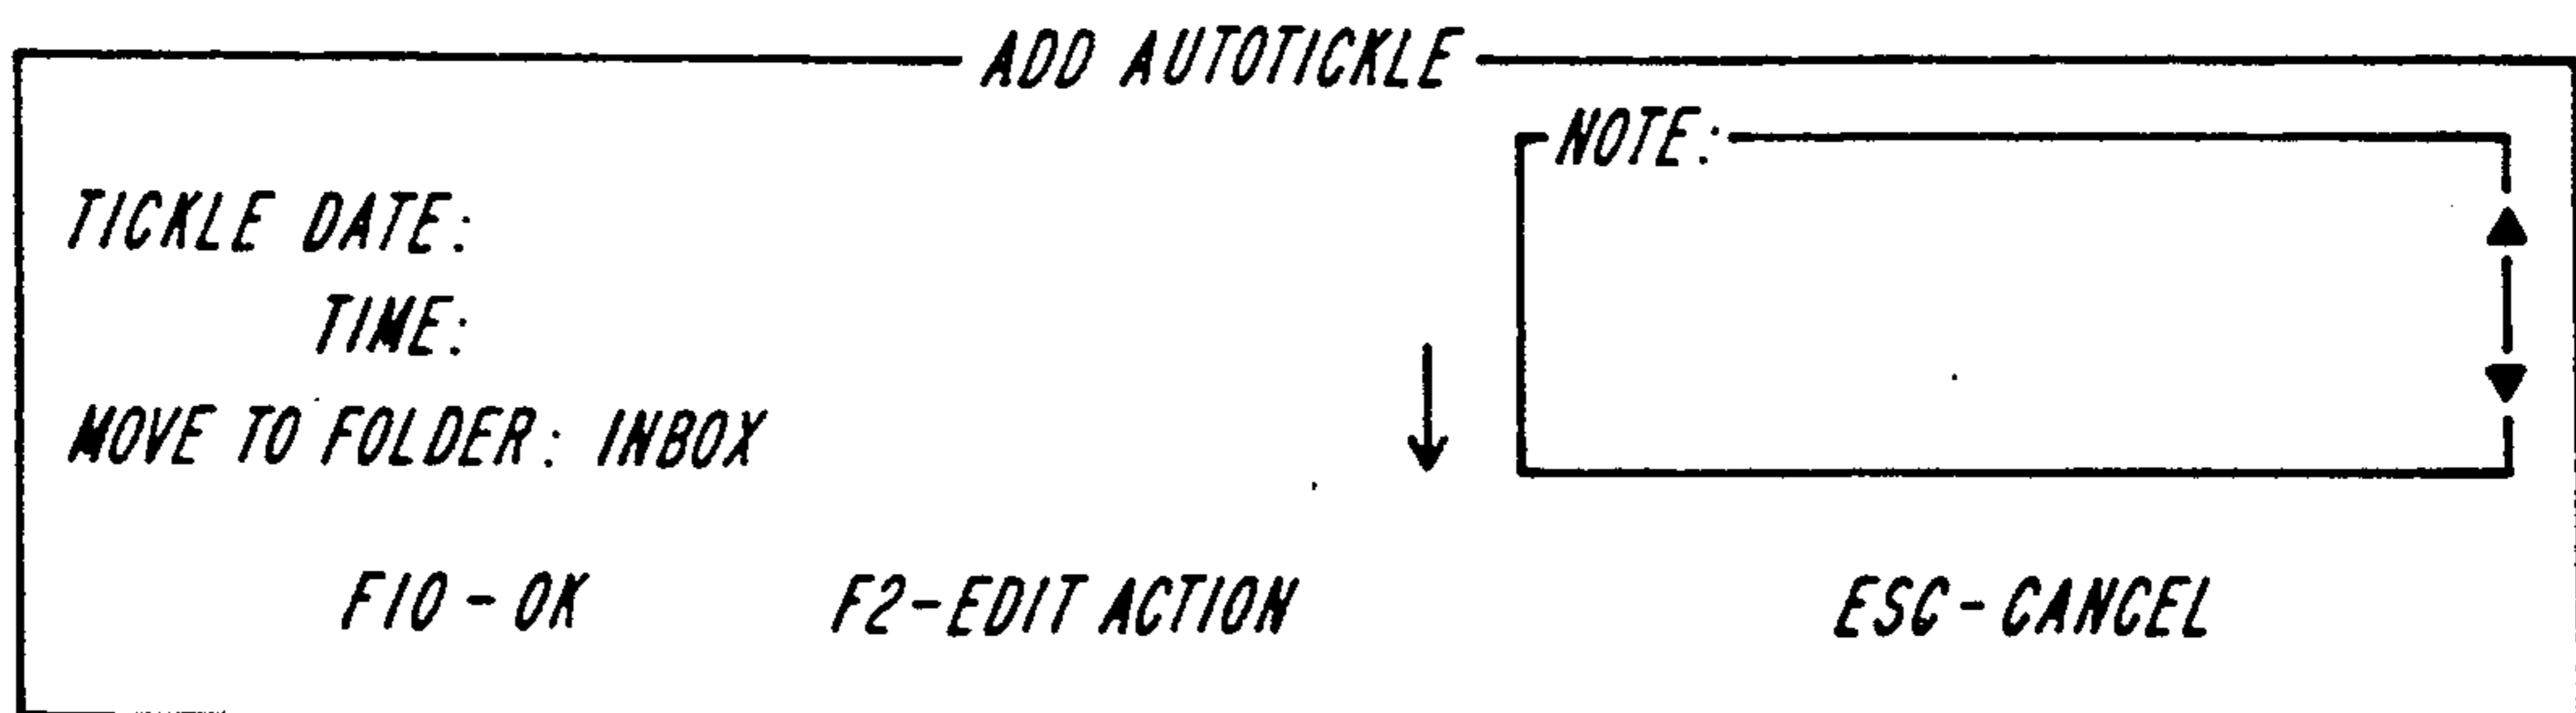 ADD AUTOTICKLE
NOTE:
TICKLE DATE:
TIME:
MOVE TO FOLDER: INBOX
F10-OK F2-EDIT ACTION ESC-CANCEL